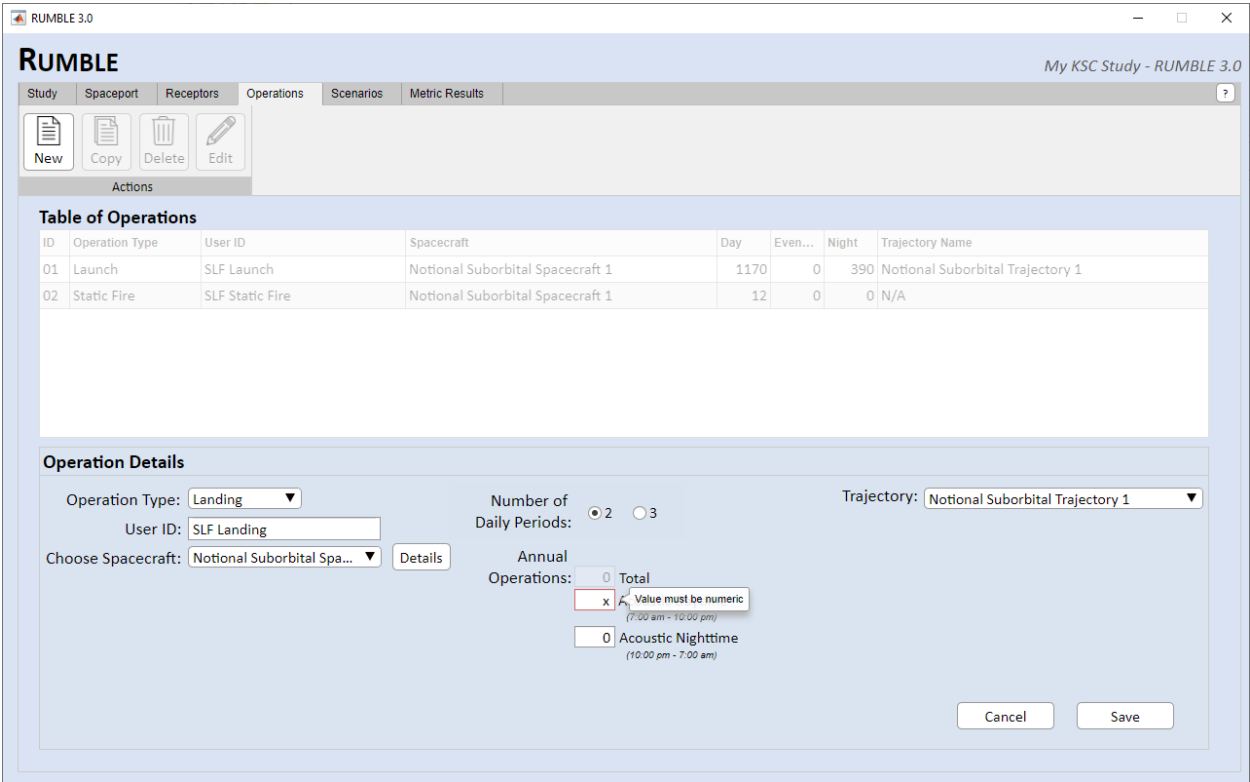 RUMBLE 3.0
RUMBLE
My KSC Study - RUMBLE 3.0
Study Spaceport Receptors Operations Scenarios Metric Results ?
New Copy Delete Edit
Actions
Table of Operations
ID Operation Type User ID Spacecraft Day Even... Night Trajectory Name
01 Launch SLF Launch Notional Suborbital Spacecraft 1 1170 0 390 Notional Suborbital Trajectory 1
02 Static Fire SLF Static Fire Notional Suborbital Spacecraft 1 12 0 0 N/A
Operation Details
Operation Type: Landing
User ID: SLF Landing
Choose Spacecraft: Notional Suborbital Spa... Details
Number of
Daily Periods: 2 3
Annual
Operations: 0 Total
x A Value must be numeric
(7:00 am - 10:00 pm)
0 Acoustic Nighttime
(10:00 pm - 7:00 am)
Trajectory: Notional Suborbital Trajectory 1
Cancel Save